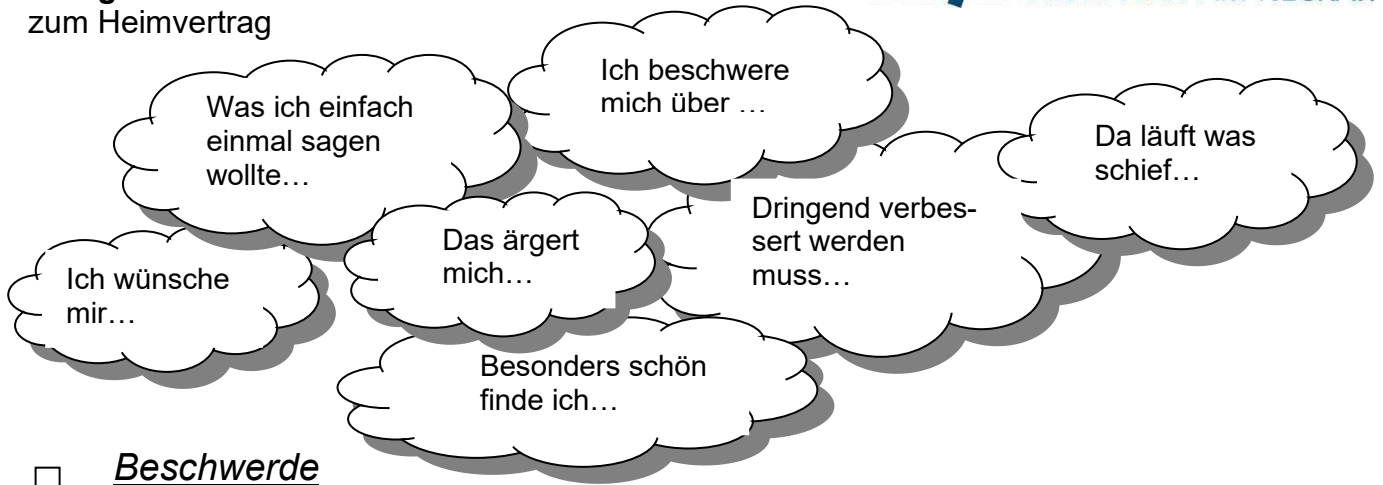 zum Heimvertrag
Ich beschwere
mich über …
Was ich einfach
einmal sagen
wollte…
Da läuft was
schief…
Dringend verbes-
sert werden
muss…
Das ärgert
mich…
Ich wünsche
mir…
Besonders schön
finde ich…
Beschwerde